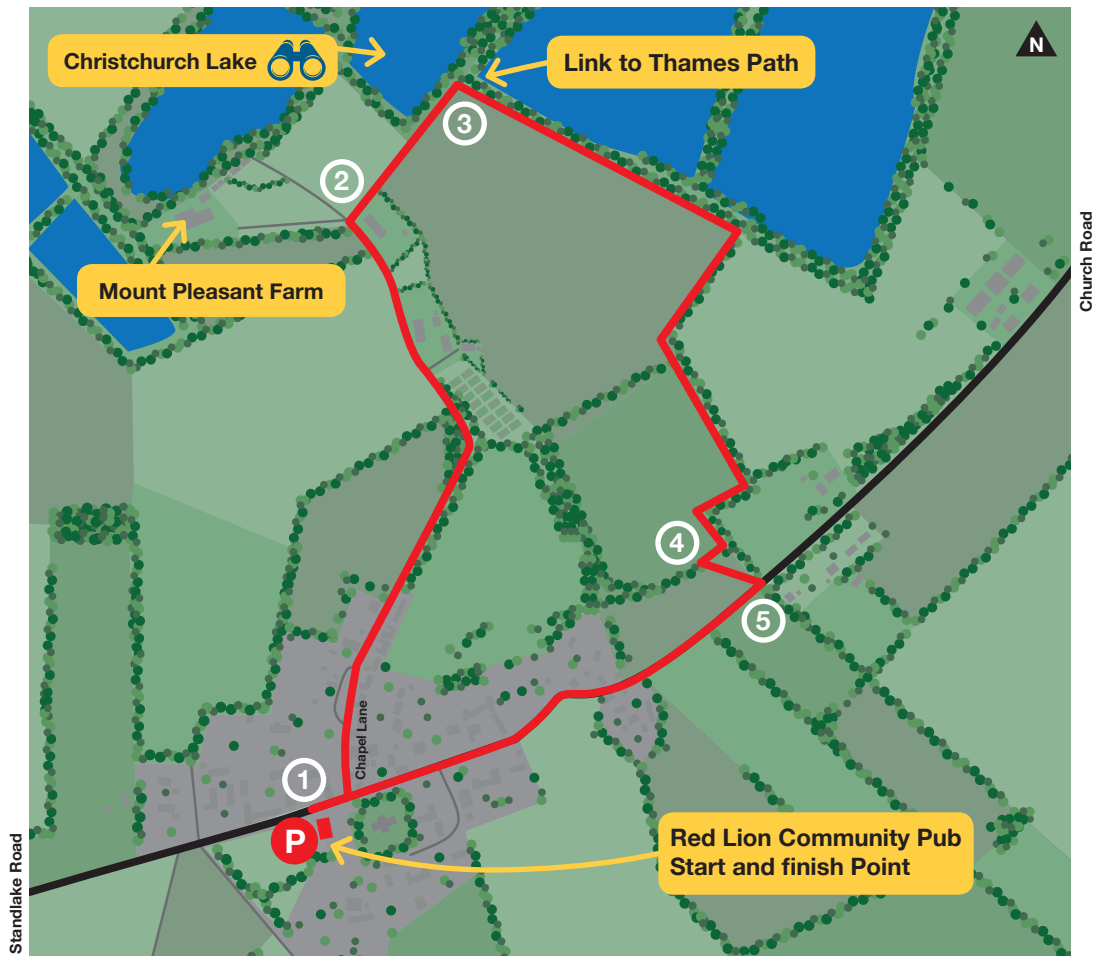 Christchurch Lake
Link to Thames Path
N
3
2
Church Road
Mount Pleasant Farm
4
5
Chapel Lane
1
P
Red Lion Community Pub
Start and finish Point
Standlake Road